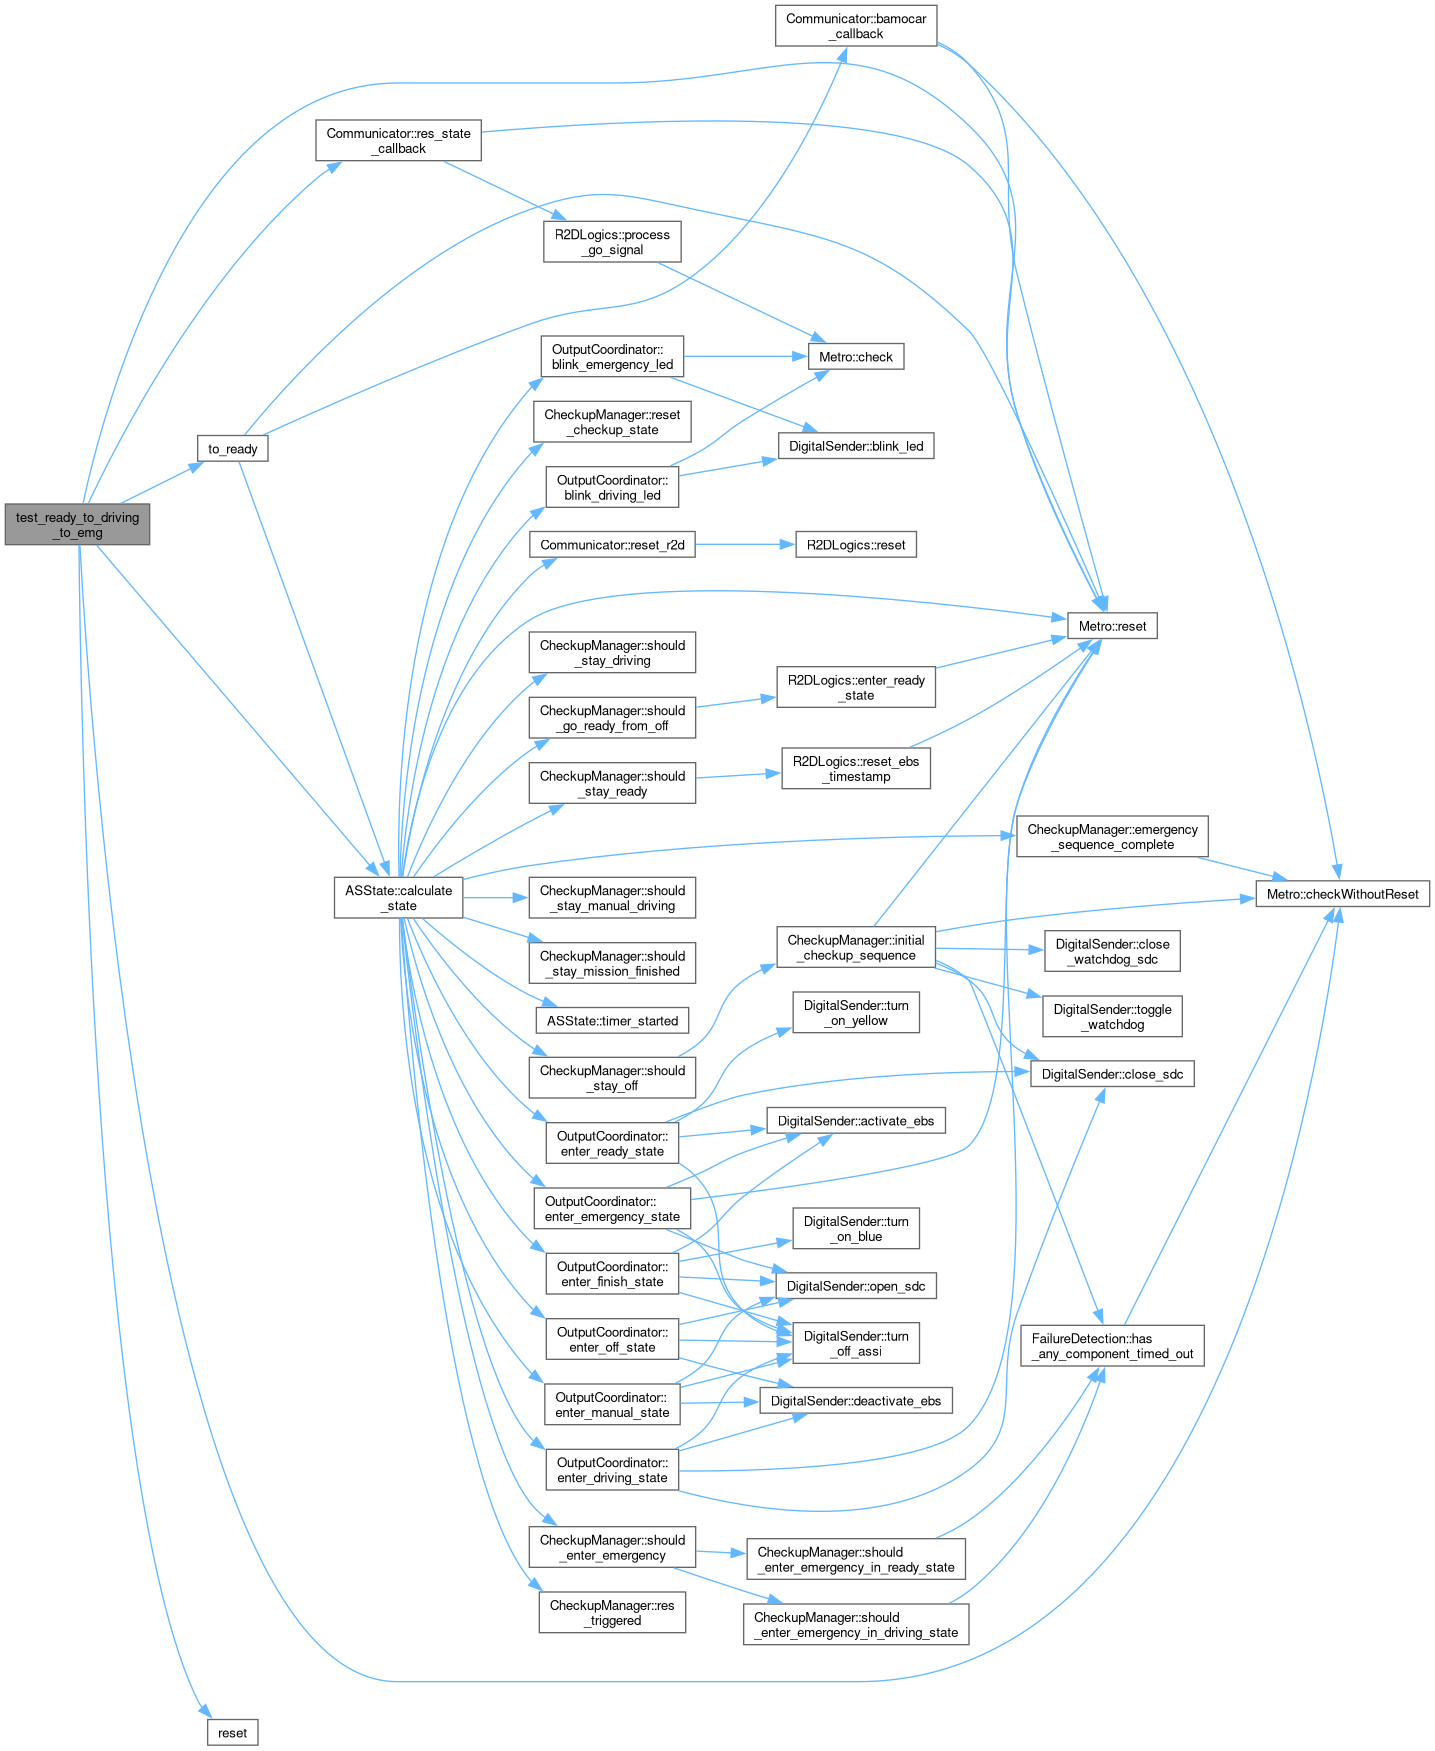 Communicator::bamocar
_callback
Communicator::res_state
_callback
R2DLogics::process
_go_signal
OutputCoordinator::
blink_emergency_led
Metro::check
CheckupManager::reset
_checkup_state
to_ready
DigitalSender::blink_led
OutputCoordinator::
blink_driving_led
test_ready_to_driving
_to_emg
Communicator::reset_r2d
R2DLogics::reset
Metro::reset
CheckupManager::should
_stay_driving
R2DLogics::enter_ready
_state
CheckupManager::should
_go_ready_from_off
R2DLogics::reset_ebs
_timestamp
CheckupManager::should
_stay_ready
CheckupManager::emergency
_sequence_complete
ASState::calculate
_state
CheckupManager::should
_stay_manual_driving
Metro::checkWithoutReset
CheckupManager::initial
_checkup_sequence
DigitalSender::close
_watchdog_sdc
CheckupManager::should
_stay_mission_finished
DigitalSender::turn
_on_yellow
DigitalSender::toggle
_watchdog
ASState::timer_started
CheckupManager::should
_stay_off
DigitalSender::close_sdc
DigitalSender::activate_ebs
OutputCoordinator::
enter_ready_state
OutputCoordinator::
enter_emergency_state
DigitalSender::turn
_on_blue
OutputCoordinator::
enter_finish_state
DigitalSender::open_sdc
OutputCoordinator::
enter_off_state
DigitalSender::turn
_off_assi
FailureDetection::has
_any_component_timed_out
OutputCoordinator::
enter_manual_state
DigitalSender::deactivate_ebs
OutputCoordinator::
enter_driving_state
CheckupManager::should
_enter_emergency
CheckupManager::should
_enter_emergency_in_ready_state
CheckupManager::res
_triggered
CheckupManager::should
_enter_emergency_in_driving_state
reset